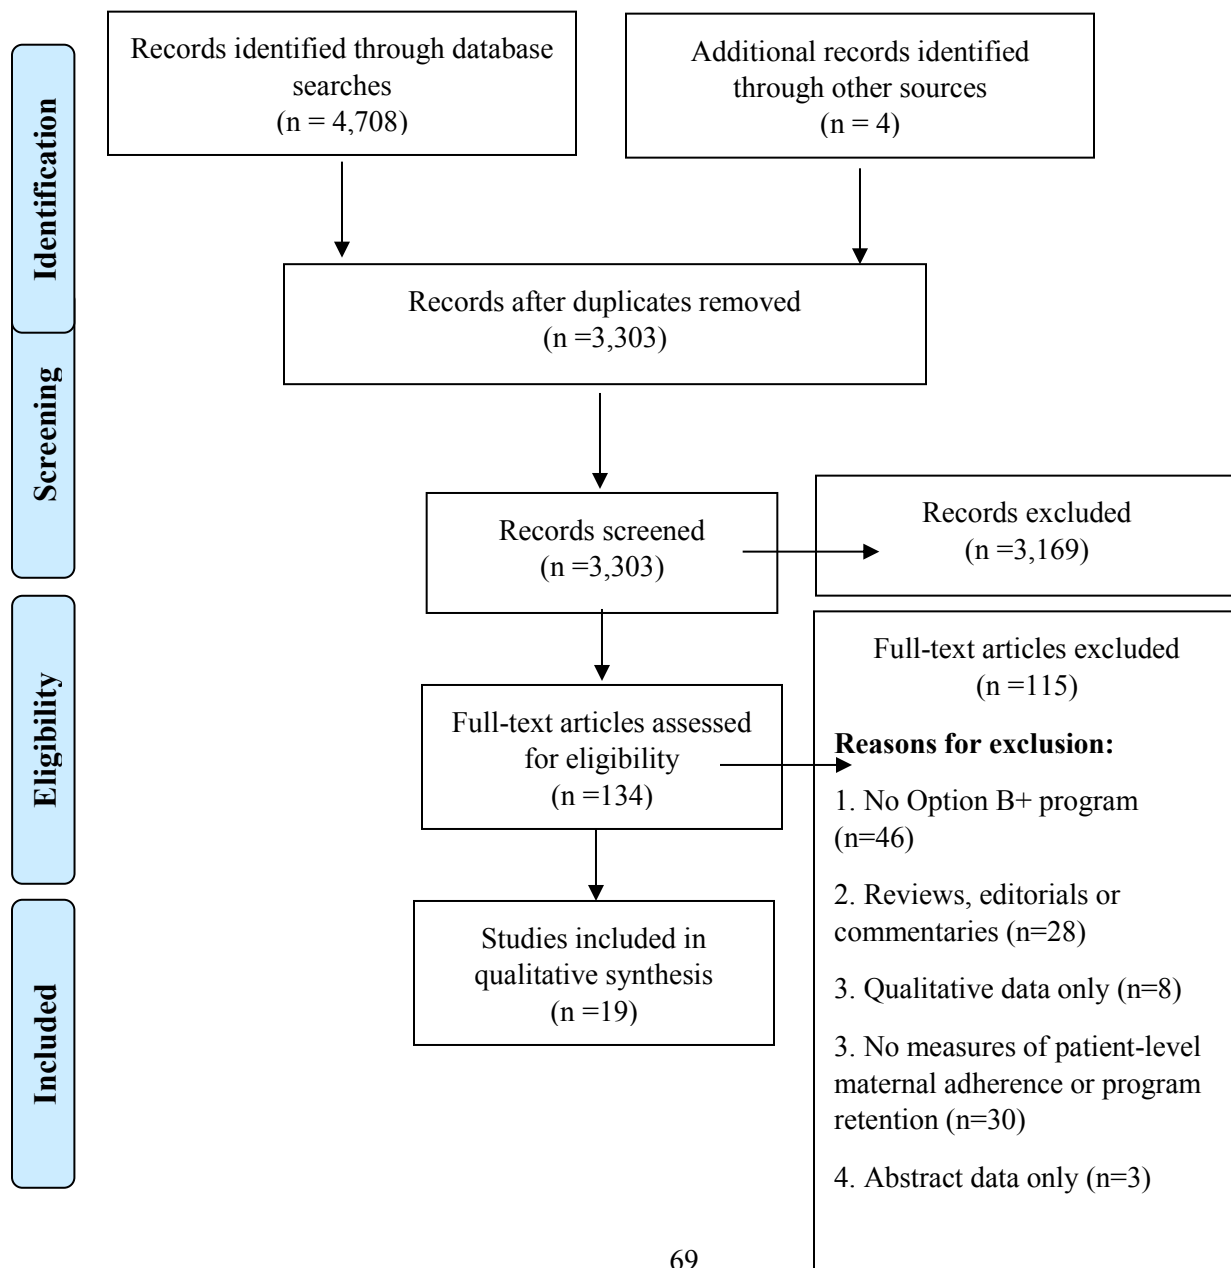 Identification
Records identified through database
searches
(n = 4,708)
Additional records identified
through other sources
(n = 4)
Records after duplicates removed
(n =3,303)
Screening
Records screened
(n =3,303)
Records excluded
(n =3,169)
Eligibility
Full-text articles assessed
for eligibility
(n =134)
Full-text articles excluded
(n =115)
Reasons for exclusion:
1. No Option B+ program
(n=46)
2. Reviews, editorials or
commentaries (n=28)
3. Qualitative data only (n=8)
3. No measures of patient-level
maternal adherence or program
retention (n=30)
4. Abstract data only (n=3)
Included
Studies included in
qualitative synthesis
(n =19)
69